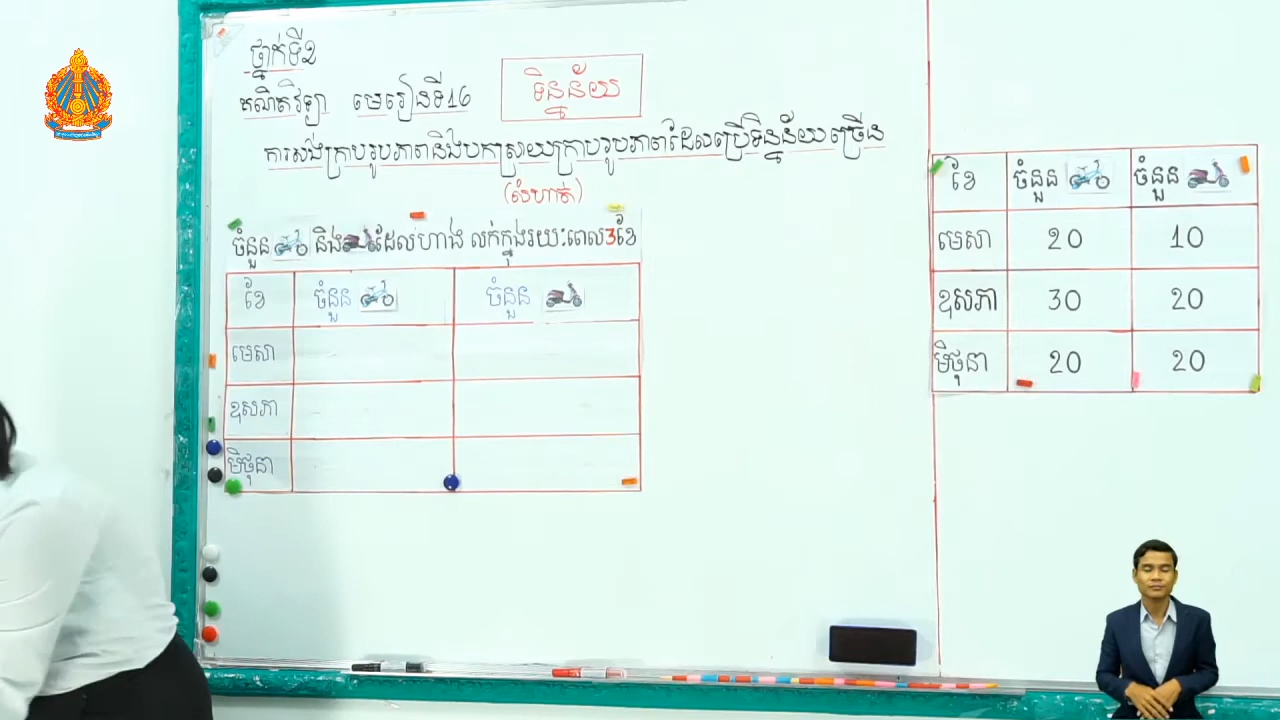 ថ្នាក់ទី២
គណិតវិទ្យា មេរៀនទី16 ទិន្នន័យ
ការសង់ក្រាបរូបភាពនិងបកស្រាយក្រាបរូបភាពដែលប្រើទិន្នន័យច្រើន
(លំហាត់)
ចំនួន និង ដែលហាង លក់ក្នុងរយៈពេល3ខែ
ខែ ចំនួន ចំនួន
មេសា
ឧសភា
មិថុនា
ខែ ចំនួន ចំនួន
មេសា 20 10
ឧសភា 30 20
មិថុនា 20 20